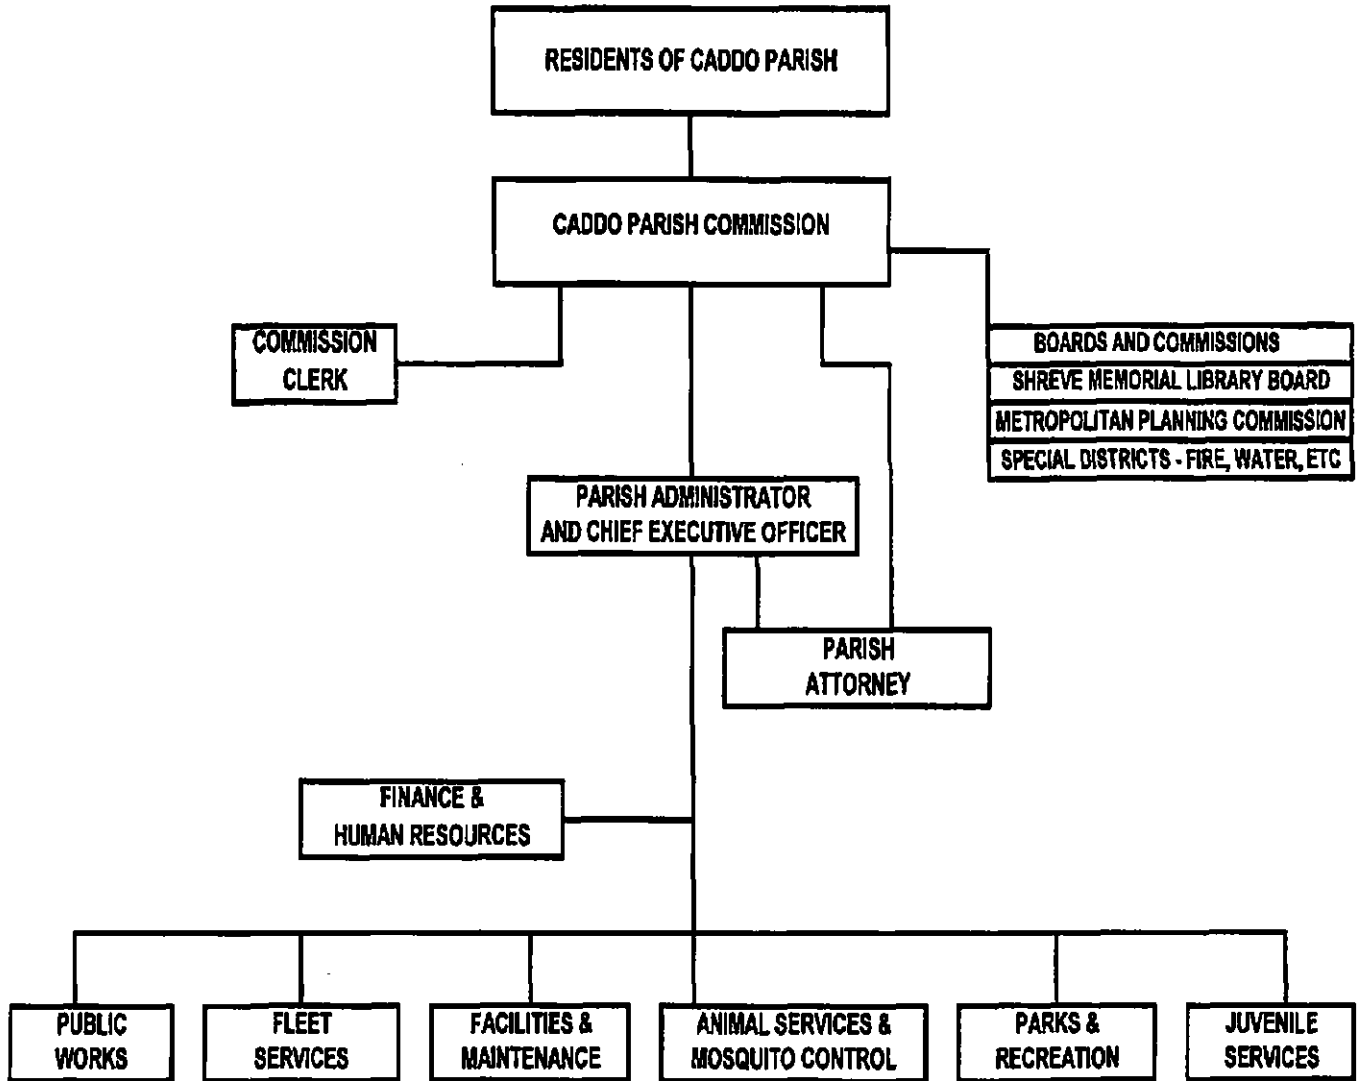 RESIDENTS OF CADDO PARISH
CADDO PARISH COMMISSION
COMMISSION
CLERK
BOARDS AND COMMISSIONS
SHREVE MEMORIAL LIBRARY BOARD
METROPOLITAN PLANNING COMMISSION
SPECIAL DISTRICTS - FIRE, WATER, ETC
PARISH ADMINISTRATOR
AND CHIEF EXECUTIVE OFFICER
PARISH
ATTORNEY
FINANCE &
HUMAN RESOURCES
PUBLIC
WORKS
FLEET
SERVICES
FACILITIES &
MAINTENANCE
ANIMAL SERVICES &
MOSQUITO CONTROL
PARKS &
RECREATION
JUVENILE
SERVICES